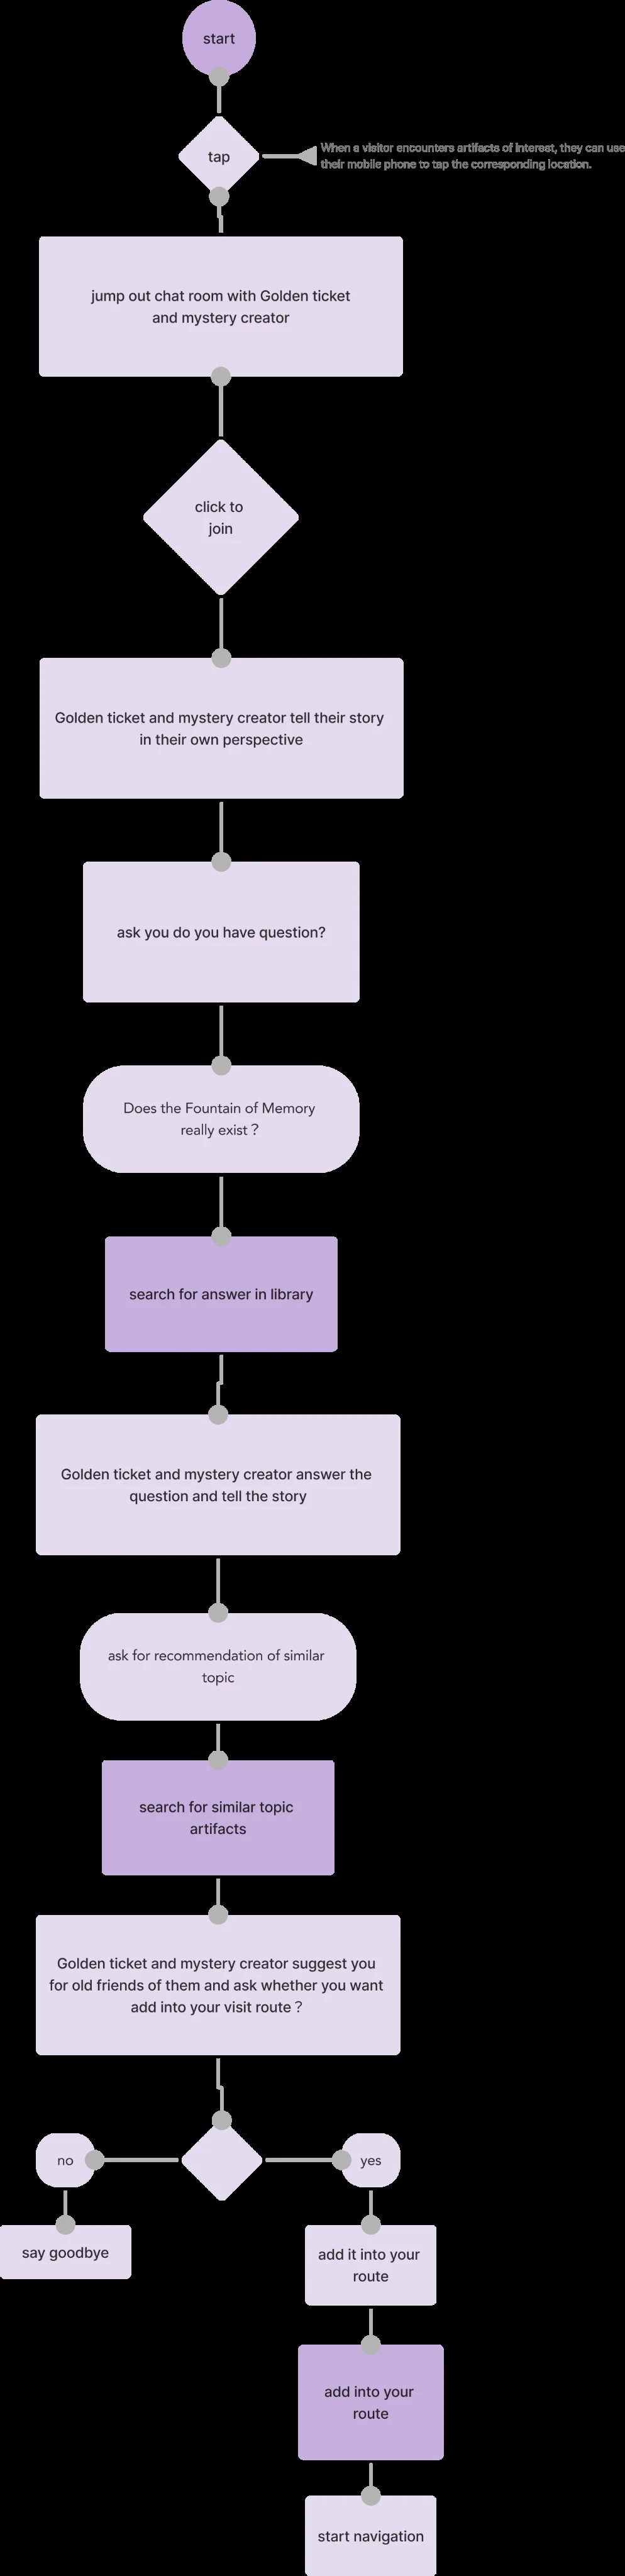 start
tap
When a visitor encounters artifacts of interest, they can use
their mobile phone to tap the corresponding location.
jump out chat room with Golden ticket
and mystery creator
click to
join
Golden ticket and mystery creator tell their story
in their own perspective
ask you do you have question?
Does the Fountain of Memory
really exist？
search for answer in library
Golden ticket and mystery creator answer the
question and tell the story
ask for recommendation of similar
topic
search for similar topic
artifacts
Golden ticket and mystery creator suggest you
for old friends of them and ask whether you want
add into your visit route？
no
yes
say goodbye
add it into your
route
add into your
route
start navigation